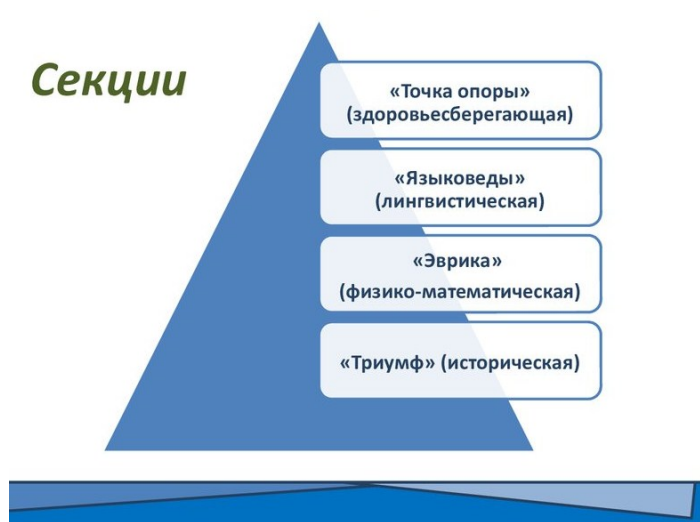 Секции
«Точка опоры»
(здоровьесберегающая)
«Языковеды»
(лингвистическая)
«Эврика»
(физико-математическая)
«Триумф» (историческая)